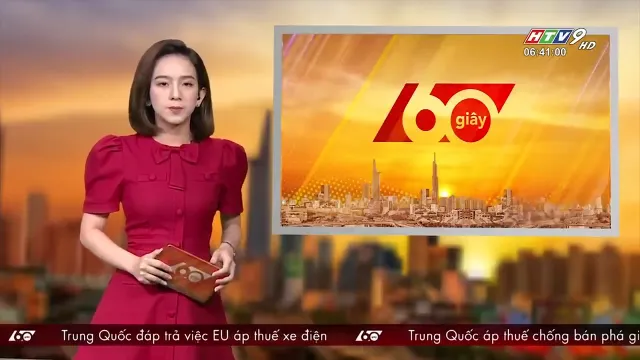 HTV9 HD
06:41:00
60 giây
60 Trung Quốc đáp trả việc EU áp thuế xe điện 60 Trung Quốc áp thuế chống bán phá gi